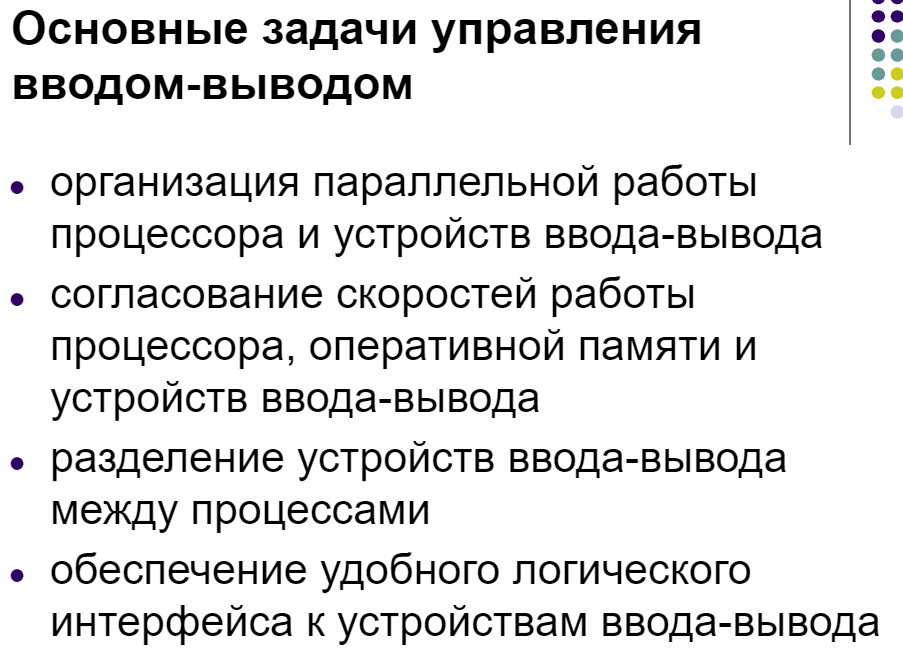 Основные задачи управления
вводом-выводом
• организация параллельной работы
процессора и устройств ввода-вывода
• согласование скоростей работы
процессора, оперативной памяти и
устройств ввода-вывода
• разделение устройств ввода-вывода
между процессами
• обеспечение удобного логического
интерфейса к устройствам ввода-вывода